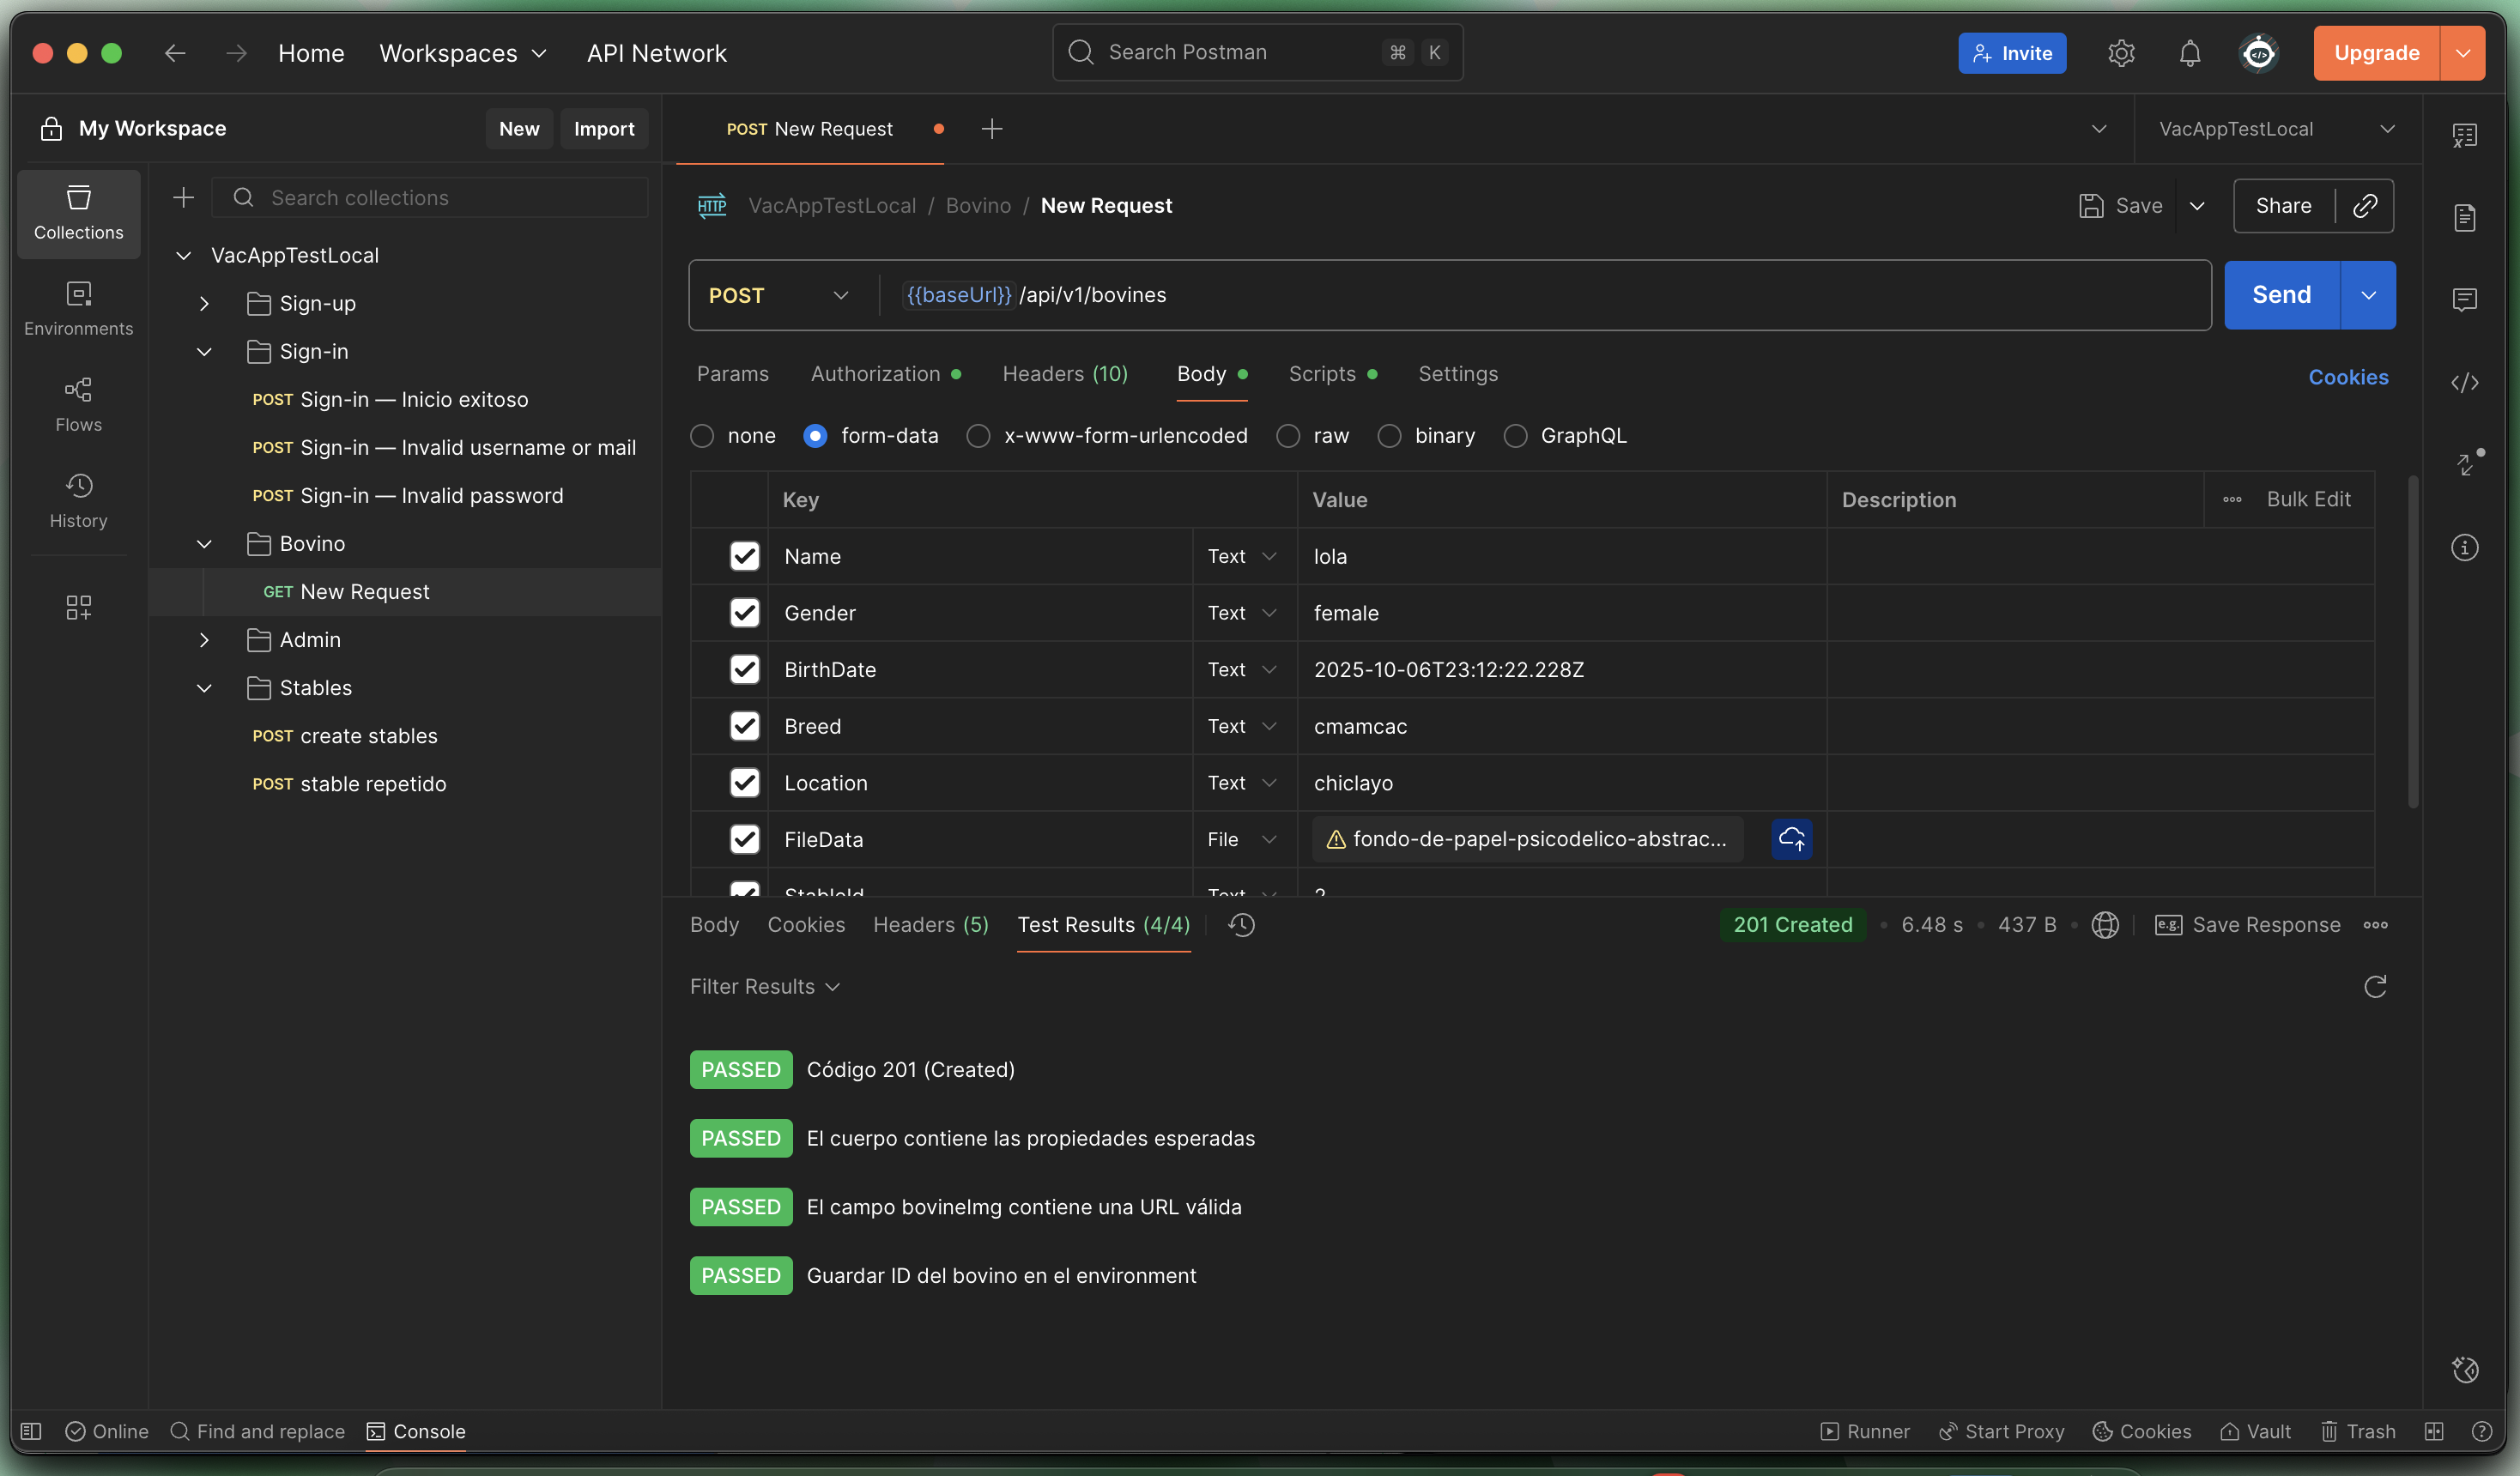 Home Workspaces API Network
Search Postman ⌘ K
Invite
Upgrade
My Workspace
New Import
POST New Request
VacAppTestLocal
Collections
Environments
Flows
History
Search collections
VacAppTestLocal
Sign-up
Sign-in
POST Sign-in — Inicio exitoso
POST Sign-in — Invalid username or mail
POST Sign-in — Invalid password
Bovino
GET New Request
Admin
Stables
POST create stables
POST stable repetido
HTTP VacAppTestLocal / Bovino / New Request
Save Share
POST {{baseUrl}} /api/v1/bovines
Send
Params Authorization Headers (10) Body Scripts Settings
Cookies
none form-data x-www-form-urlencoded raw binary GraphQL
Key Value Description Bulk Edit
Name Text lola
Gender Text female
BirthDate Text 2025-10-06T23:12:22.228Z
Breed Text cmamcac
Location Text chiclayo
FileData File fondo-de-papel-psicodelico-abstrac...
StableId Text 2
Body Cookies Headers (5) Test Results (4/4)
201 Created • 6.48 s • 437 B • e.g. Save Response
Filter Results
PASSED Código 201 (Created)
PASSED El cuerpo contiene las propiedades esperadas
PASSED El campo bovineImg contiene una URL válida
PASSED Guardar ID del bovino en el environment
Online Find and replace Console
Runner Start Proxy Cookies Vault Trash